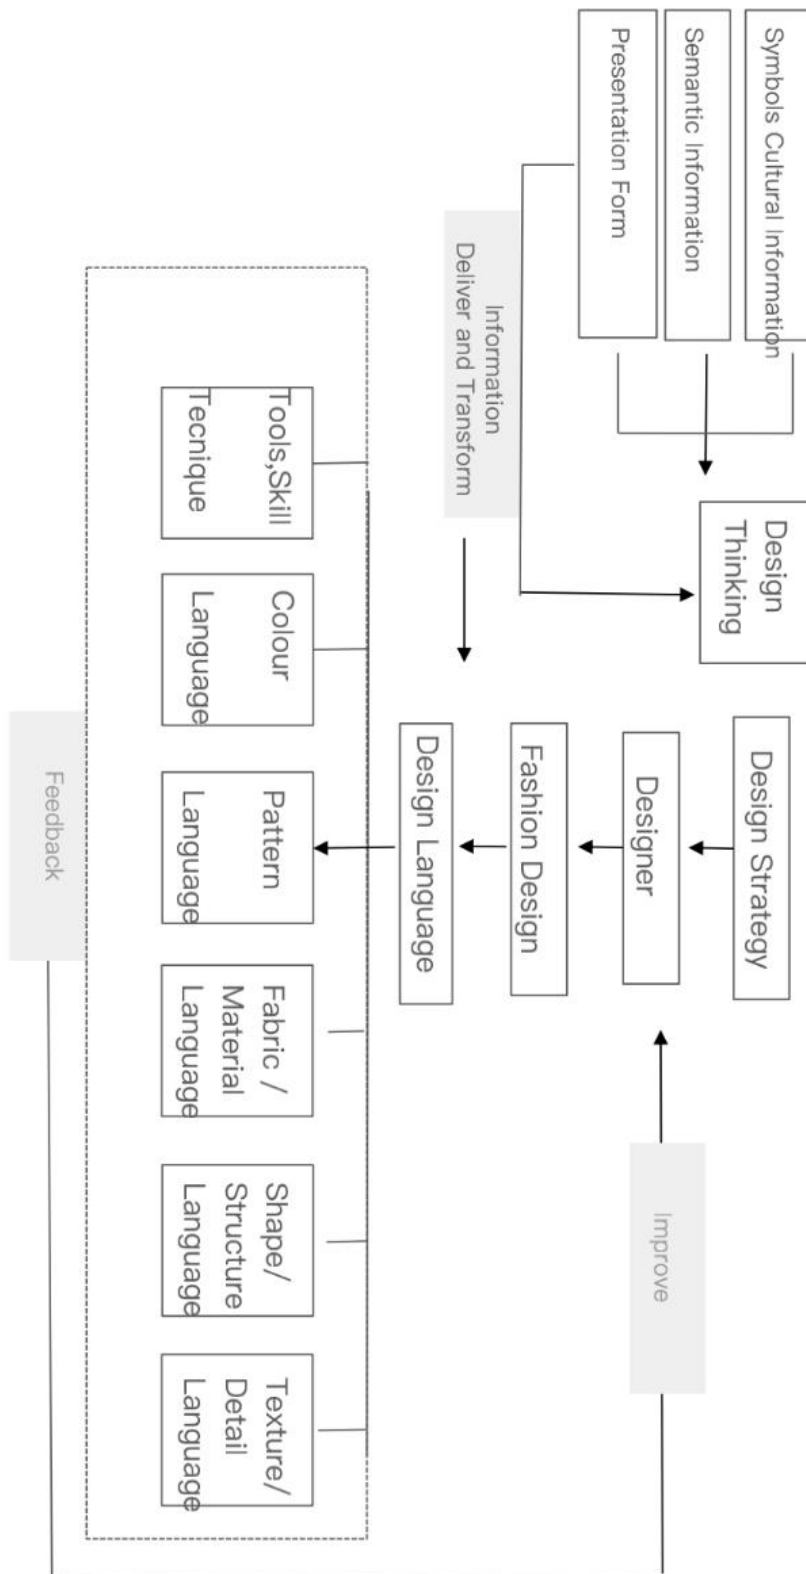 Symbols Cultural Information
Semantic Information
Presentation Form
Design
Thinking
Information
Deliver and Transform
Design Strategy
Designer
Fashion Design
Design Language
Improve
Tools,Skill
Tecnique
Colour
Language
Pattern
Language
Fabric /
Material
Language
Shape/
Structure
Language
Texture/
Detail
Language
Feedback